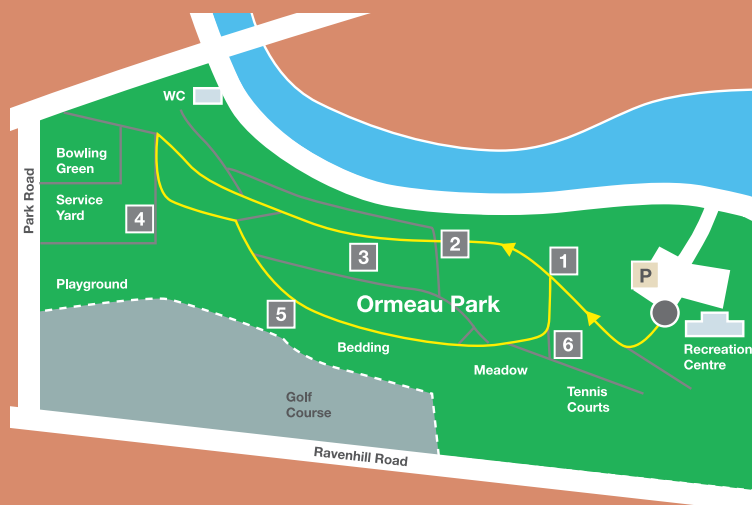 WC
Bowling
Green
Park Road
Service
Yard
4
2
3
1
P
Playground
Ormeau Park
5
6
Bedding
Recreation
Centre
Meadow
Tennis
Courts
Golf
Course
Ravenhill Road